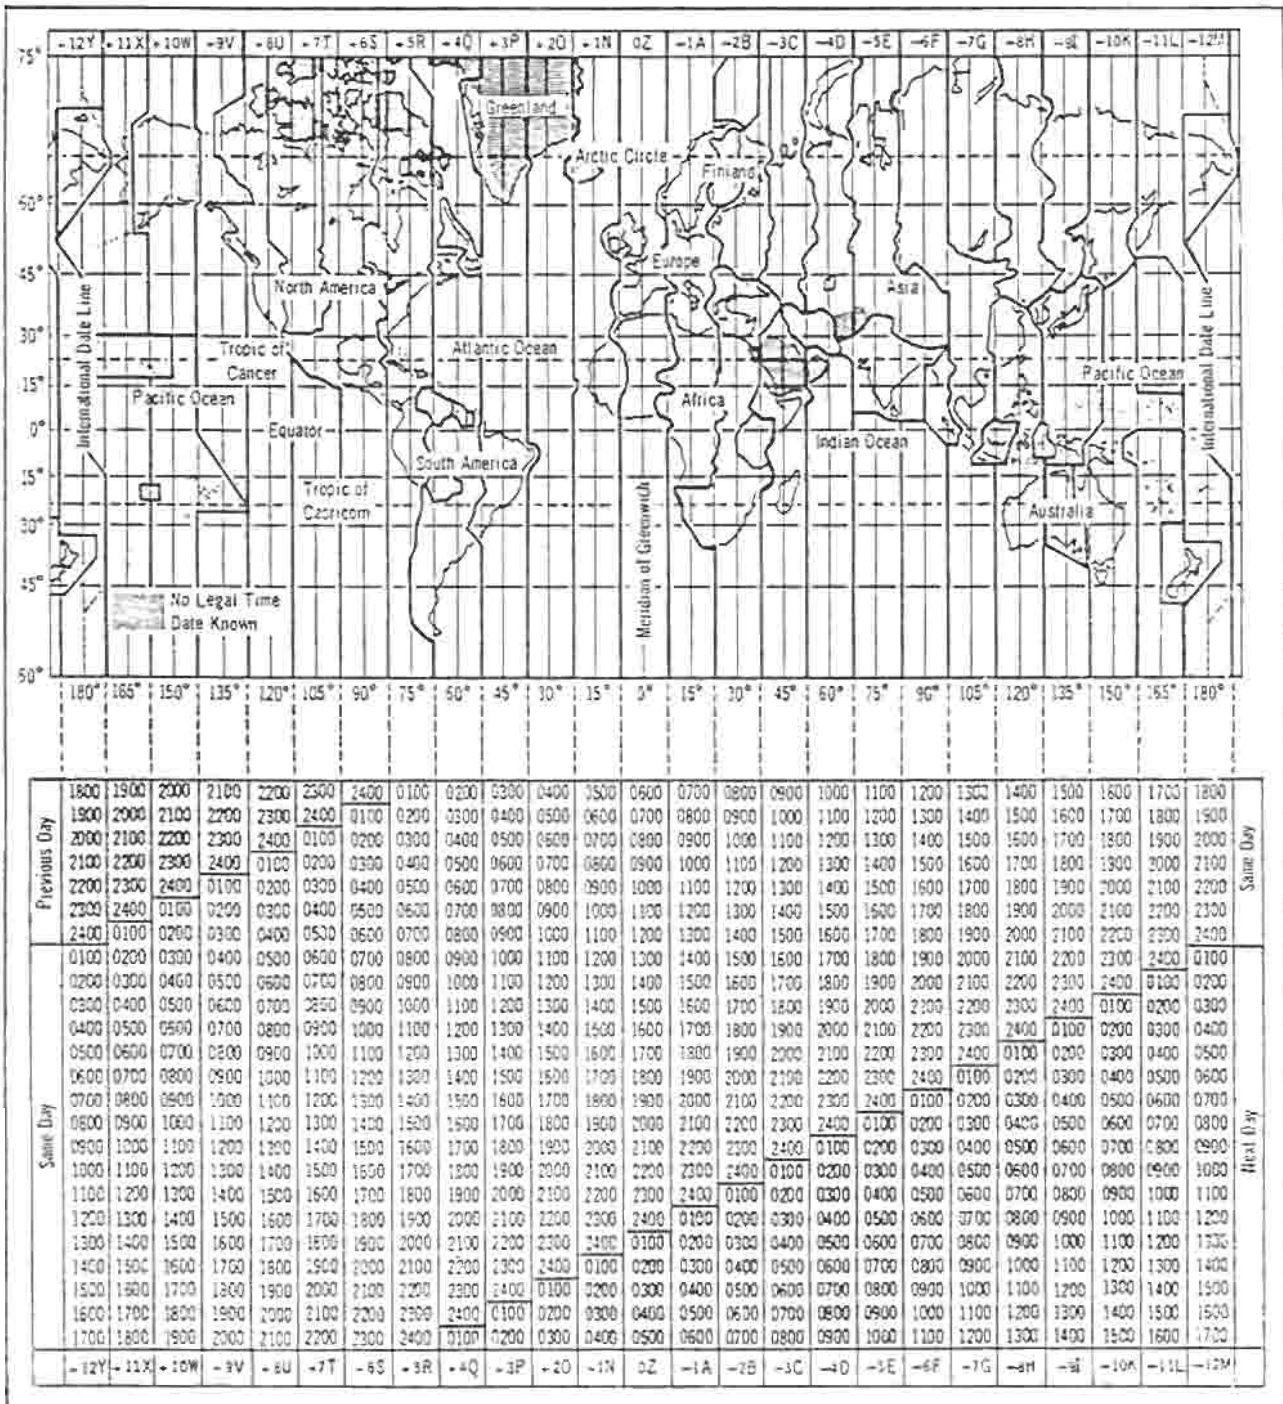 +12Y +11X +10W +9V +8U +7T +6S +5R +4Q +3P +2O +1N 0Z -1A -2B -3C -4D -5E -6F -7G -8H -9I -10K -11L -12M
75°
Greenland
Arctic Circle
Finland
60°
Europe
45°
North America
Asia
International Date Line
International Date Line
30°
Tropic of
Cancer
Atlantic Ocean
15°
Pacific Ocean
Africa
Pacific Ocean
0°
Equator
Indian Ocean
South America
15°
Tropic of
Capricorn
Australia
30°
Meridian of Greenwich
45°
No Legal Time
Date Known
60°
180° 165° 150° 135° 120° 105° 90° 75° 60° 45° 30° 15° 0° 15° 30° 45° 60° 75° 90° 105° 120° 135° 150° 165° 180°
Previous Day
Same Day
1800 1900 2000 2100 2200 2300 2400 0100 0200 0300 0400 0500 0600 0700 0800 0900 1000 1100 1200 1300 1400 1500 1600 1700 1800
1900 2000 2100 2200 2300 2400 0100 0200 0300 0400 0500 0600 0700 0800 0900 1000 1100 1200 1300 1400 1500 1600 1700 1800 1900
2000 2100 2200 2300 2400 0100 0200 0300 0400 0500 0600 0700 0800 0900 1000 1100 1200 1300 1400 1500 1600 1700 1800 1900 2000
2100 2200 2300 2400 0100 0200 0300 0400 0500 0600 0700 0800 0900 1000 1100 1200 1300 1400 1500 1600 1700 1800 1900 2000 2100
2200 2300 2400 0100 0200 0300 0400 0500 0600 0700 0800 0900 1000 1100 1200 1300 1400 1500 1600 1700 1800 1900 2000 2100 2200
2300 2400 0100 0200 0300 0400 0500 0600 0700 0800 0900 1000 1100 1200 1300 1400 1500 1600 1700 1800 1900 2000 2100 2200 2300
2400 0100 0200 0300 0400 0500 0600 0700 0800 0900 1000 1100 1200 1300 1400 1500 1600 1700 1800 1900 2000 2100 2200 2300 2400
Same Day
Next Day
0100 0200 0300 0400 0500 0600 0700 0800 0900 1000 1100 1200 1300 1400 1500 1600 1700 1800 1900 2000 2100 2200 2300 2400 0100
0200 0300 0400 0500 0600 0700 0800 0900 1000 1100 1200 1300 1400 1500 1600 1700 1800 1900 2000 2100 2200 2300 2400 0100 0200
0300 0400 0500 0600 0700 0800 0900 1000 1100 1200 1300 1400 1500 1600 1700 1800 1900 2000 2200 2200 2300 2400 0100 0200 0300
0400 0500 0600 0700 0800 0900 1000 1100 1200 1300 1400 1500 1600 1700 1800 1900 2000 2100 2200 2300 2400 0100 0200 0300 0400
0500 0600 0700 0800 0900 1000 1100 1200 1300 1400 1500 1600 1700 1800 1900 2000 2100 2200 2300 2400 0100 0200 0300 0400 0500
0600 0700 0800 0900 1000 1100 1200 1300 1400 1500 1600 1700 1800 1900 2000 2100 2200 2300 2400 0100 0200 0300 0400 0500 0600
0700 0800 0900 1000 1100 1200 1300 1400 1500 1600 1700 1800 1900 2000 2100 2200 2300 2400 0100 0200 0300 0400 0500 0600 0700
0800 0900 1000 1100 1200 1300 1400 1500 1600 1700 1800 1900 2000 2100 2200 2300 2400 0100 0200 0300 0400 0500 0600 0700 0800
0900 1000 1100 1200 1300 1400 1500 1600 1700 1800 1900 2000 2100 2200 2300 2400 0100 0200 0300 0400 0500 0600 0700 0800 0900
1000 1100 1200 1300 1400 1500 1600 1700 1800 1900 2000 2100 2200 2300 2400 0100 0200 0300 0400 0500 0600 0700 0800 0900 1000
1100 1200 1300 1400 1500 1600 1700 1800 1900 2000 2100 2200 2300 2400 0100 0200 0300 0400 0500 0600 0700 0800 0900 1000 1100
1200 1300 1400 1500 1600 1700 1800 1900 2000 2100 2200 2300 2400 0100 0200 0300 0400 0500 0600 0700 0800 0900 1000 1100 1200
1300 1400 1500 1600 1700 1800 1900 2000 2100 2200 2300 2400 0100 0200 0300 0400 0500 0600 0700 0800 0900 1000 1100 1200 1300
1400 1500 1600 1700 1800 1900 2000 2100 2200 2300 2400 0100 0200 0300 0400 0500 0600 0700 0800 0900 1000 1100 1200 1300 1400
1500 1600 1700 1800 1900 2000 2100 2200 2300 2400 0100 0200 0300 0400 0500 0600 0700 0800 0900 1000 1100 1200 1300 1400 1500
1600 1700 1800 1900 2000 2100 2200 2300 2400 0100 0200 0300 0400 0500 0600 0700 0800 0900 1000 1100 1200 1300 1400 1500 1600
1700 1800 1900 2000 2100 2200 2300 2400 0100 0200 0300 0400 0500 0600 0700 0800 0900 1000 1100 1200 1300 1400 1500 1600 1700
+12Y +11X +10W +9V +8U +7T +6S +5R +4Q +3P +2O +1N 0Z -1A -2B -3C -4D -5E -6F -7G -8H -9I -10K -11L -12M